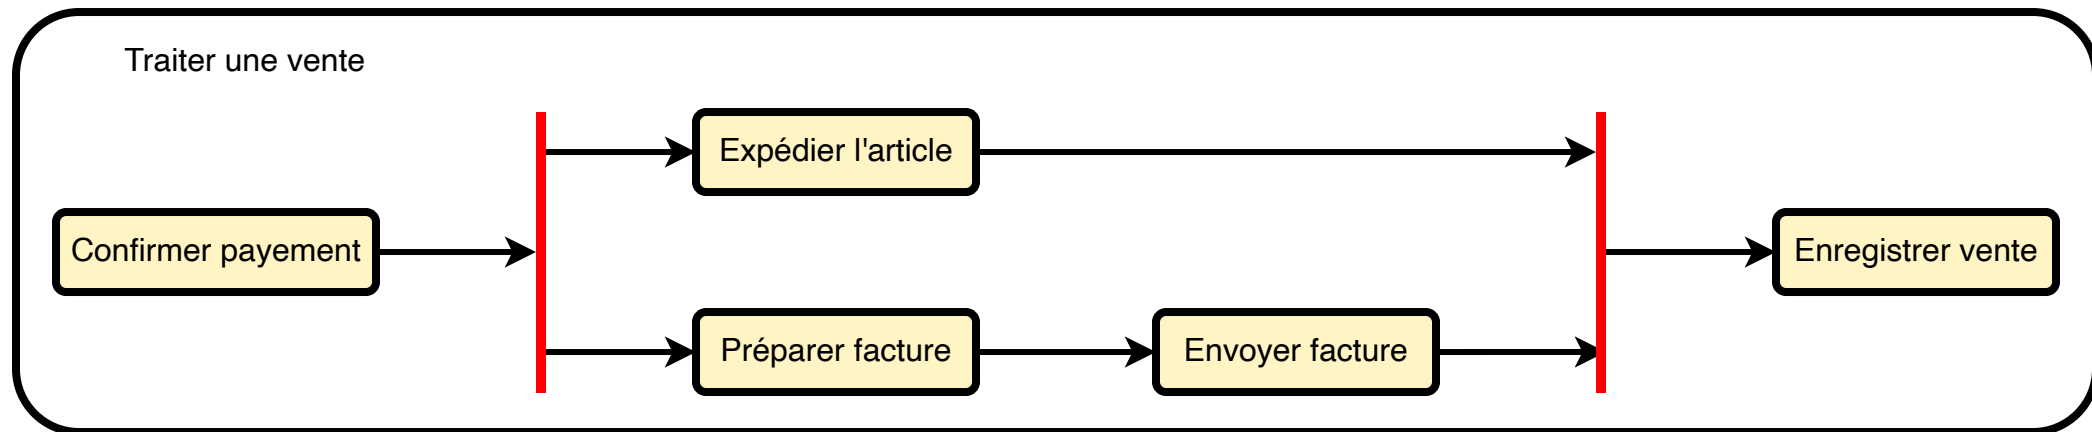 Traiter une vente
Expédier l'article
Confirmer payement
Enregistrer vente
Préparer facture
Envoyer facture